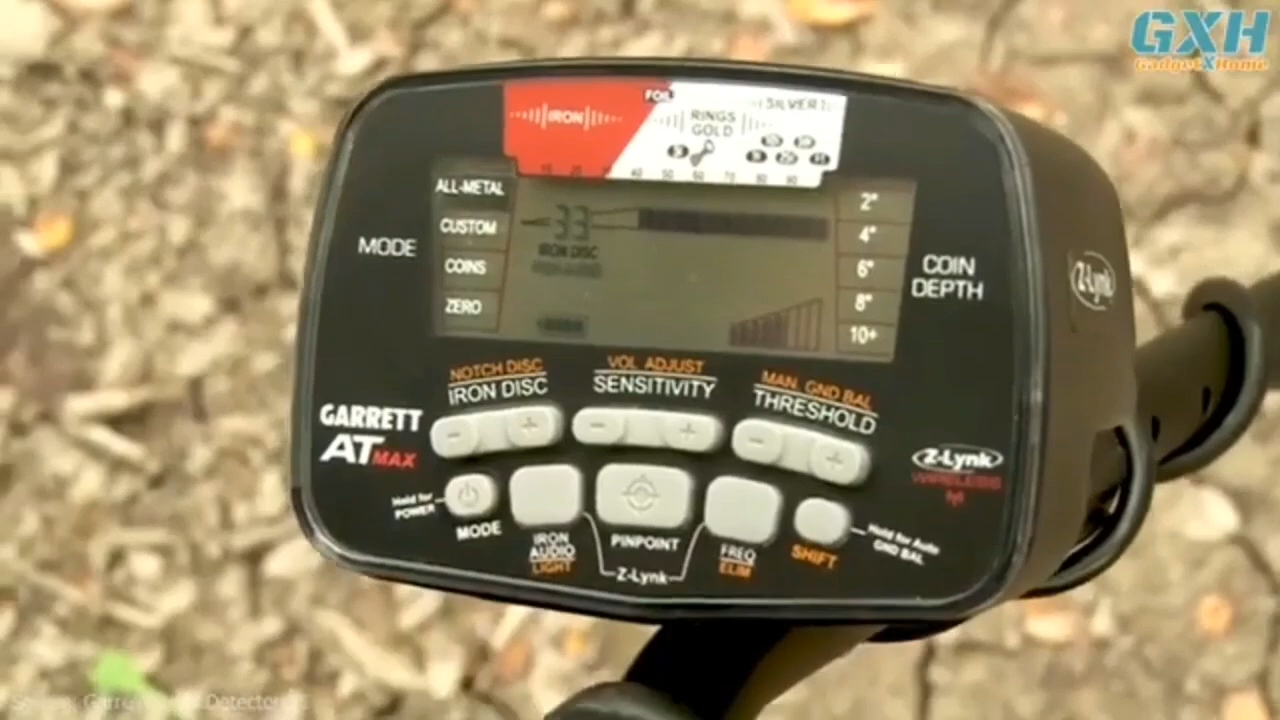 GXH
GadgetXHome
FOIL
IRON
RINGS
GOLD
SILVER
40 50 60 70 80 90
ALL-METAL
CUSTOM
COINS
ZERO
MODE
33
IRON DISC
2"
4"
6"
8"
10+
COIN
DEPTH
Z-Lynk
NOTCH DISC
IRON DISC
VOL ADJUST
SENSITIVITY
MAN. GND BAL
THRESHOLD
- +
- +
- +
GARRETT
AT MAX
Z-Lynk
WIRELESS
Hold for
POWER
MODE
IRON
AUDIO
LIGHT
PINPOINT
Z-Lynk
FREQ
ELIM
SHIFT
Hold for Auto
GND BAL